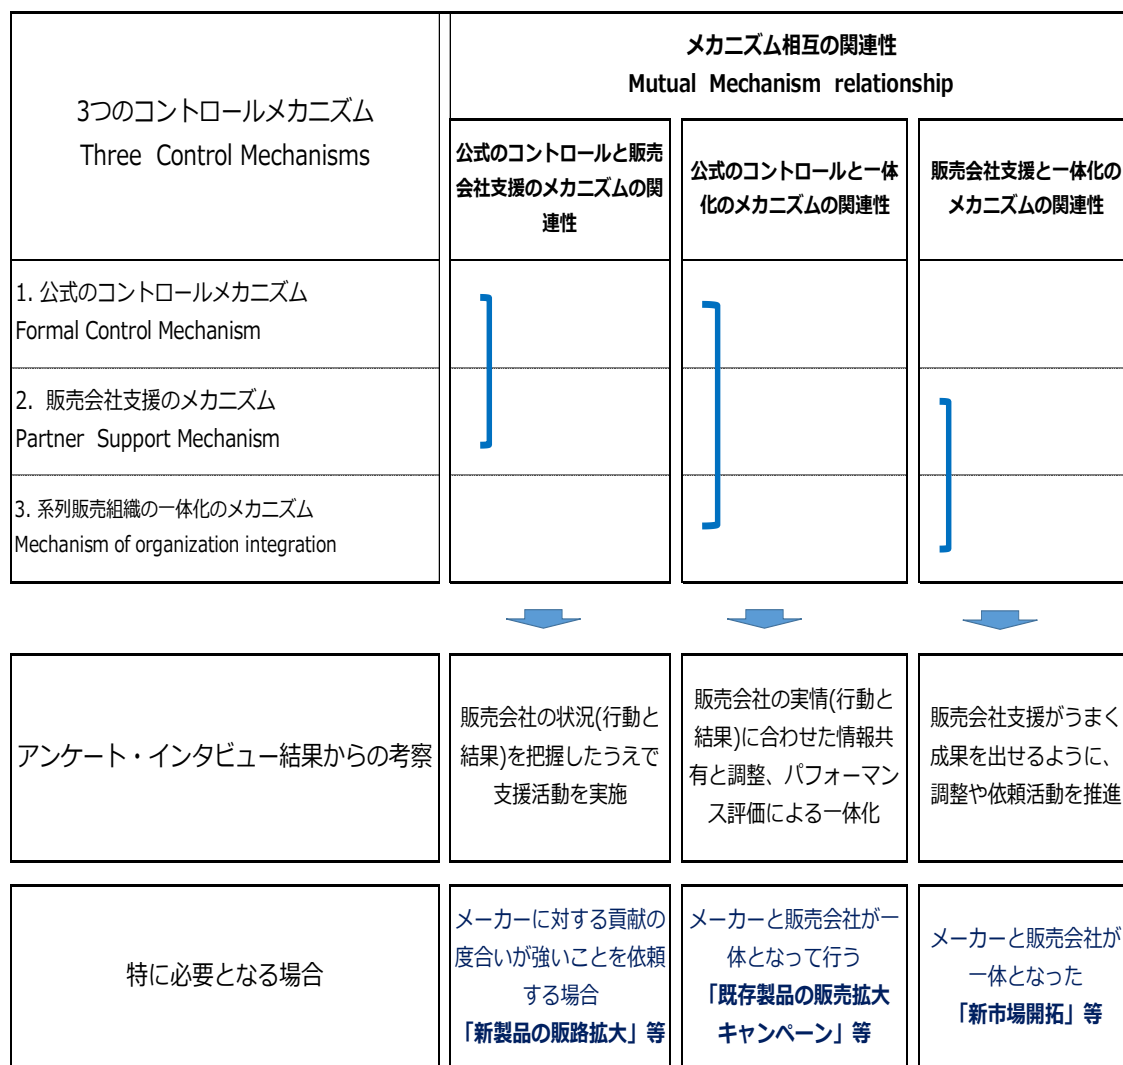 3つのコントロールメカニズム
Three Control Mechanisms
メカニズム相互の関連性
Mutual Mechanism relationship
公式のコントロールと販売
会社支援のメカニズムの関
連性
公式のコントロールと一体
化のメカニズムの関連性
販売会社支援と一体化の
メカニズムの関連性
1. 公式のコントロールメカニズム
Formal Control Mechanism
2. 販売会社支援のメカニズム
Partner Support Mechanism
3. 系列販売組織の一体化のメカニズム
Mechanism of organization integration
アンケート・インタビュー結果からの考察
販売会社の状況(行動と
結果)を把握したうえで
支援活動を実施
販売会社の実情(行動と
結果)に合わせた情報共
有と調整、パフォーマン
ス評価による一体化
販売会社支援がうまく
成果を出せるように、
調整や依頼活動を推進
特に必要となる場合
メーカーに対する貢献の
度合いが強いことを依頼
する場合
「新製品の販路拡大」等
メーカーと販売会社が一
体となって行う
「既存製品の販売拡大
キャンペーン」等
メーカーと販売会社が
一体となった
「新市場開拓」等